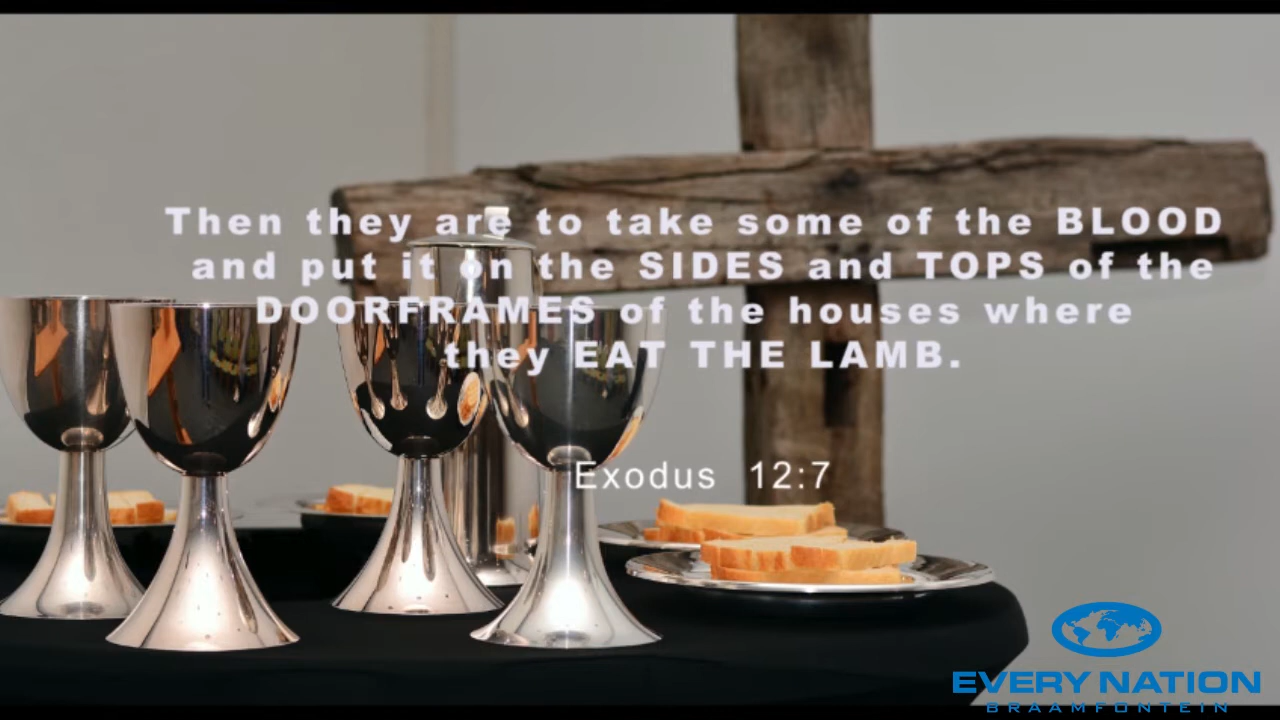 Then they are to take some of the BLOOD
and put it on the SIDES and TOPS of the
DOORFRAMES of the houses where
they EAT THE LAMB.
Exodus 12:7
EVERY NATION
BRAAMFONTEIN